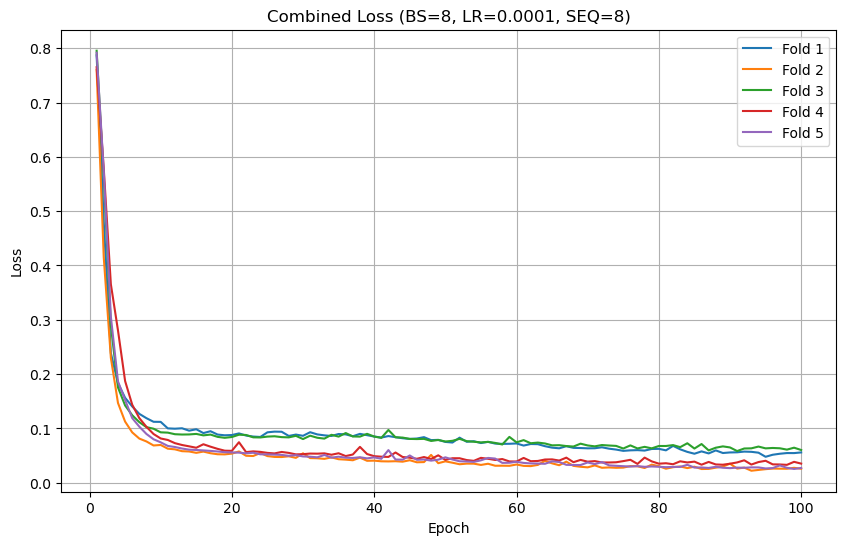 Combined Loss (BS=8, LR=0.0001, SEQ=8)
Fold 1
Fold 2
Fold 3
Fold 4
Fold 5
Loss
0.8
0.7
0.6
0.5
0.4
0.3
0.2
0.1
0.0
0 20 40 60 80 100
Epoch